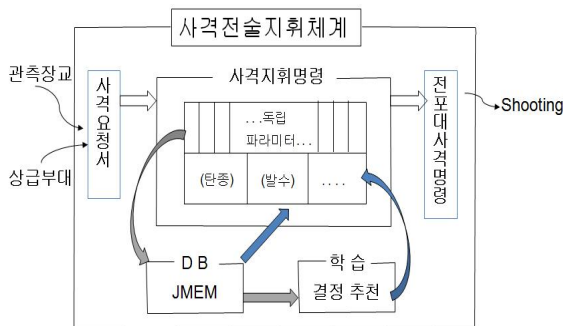 사격전술지휘체계
관측장교
상급부대
사격요청서
사격지휘명령
...독립
파라미터...
(탄종) (발수) ....
전포대사격명령
Shooting
D B
JMEM
학 습
결정 추천